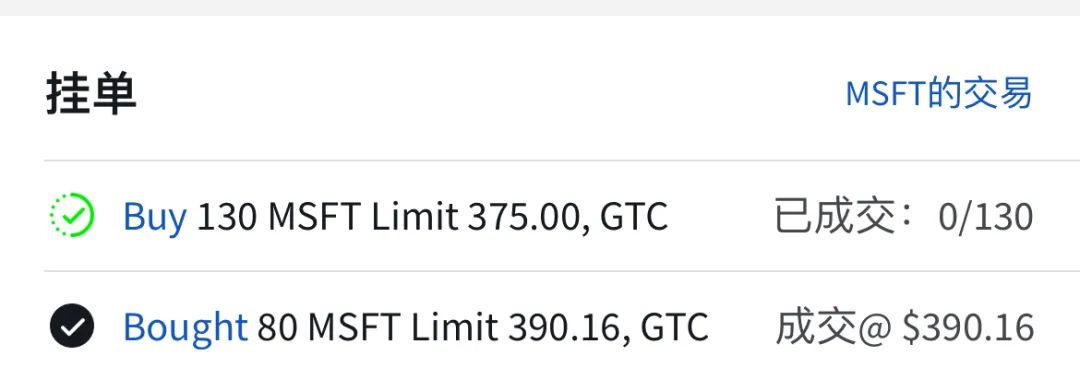 挂单 MSFT的交易
Buy 130 MSFT Limit 375.00, GTC 已成交：0/130
Bought 80 MSFT Limit 390.16, GTC 成交@ $390.16